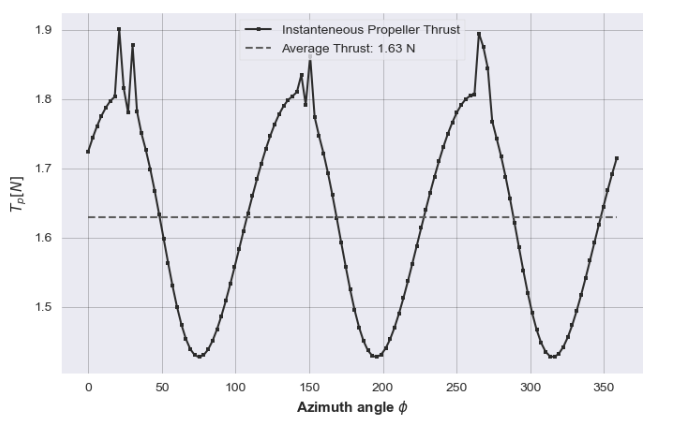 Instantaneous Propeller Thrust
Average Thrust: 1.63 N
1.9
1.8
1.7
1.6
1.5
T_p[N]
0 50 100 150 200 250 300 350
Azimuth angle ϕ